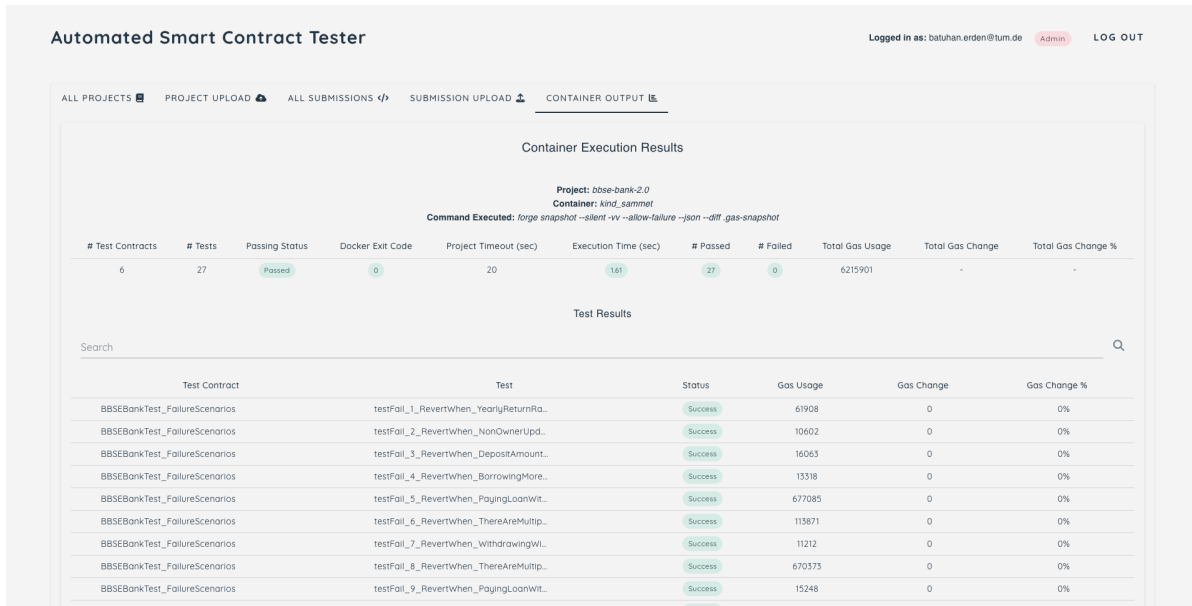 Automated Smart Contract Tester
Logged in as: batuhan.erden@tum.de Admin LOG OUT
ALL PROJECTS PROJECT UPLOAD ALL SUBMISSIONS </> SUBMISSION UPLOAD CONTAINER OUTPUT
Container Execution Results
Project: bbse-bank-2.0
Container: kind_sammet
Command Executed: forge snapshot --silent -vv --allow-failure --json --diff .gas-snapshot
# Test Contracts # Tests Passing Status Docker Exit Code Project Timeout (sec) Execution Time (sec) # Passed # Failed Total Gas Usage Total Gas Change Total Gas Change %
6 27 Passed 0 20 1.61 27 0 6215901 - -
Test Results
Search
Test Contract Test Status Gas Usage Gas Change Gas Change %
BBSEBankTest_FailureScenarios testFail_1_RevertWhen_YearlyReturnRa... Success 61908 0 0%
BBSEBankTest_FailureScenarios testFail_2_RevertWhen_NonOwnerUpd... Success 10602 0 0%
BBSEBankTest_FailureScenarios testFail_3_RevertWhen_DepositAmount... Success 16063 0 0%
BBSEBankTest_FailureScenarios testFail_4_RevertWhen_BorrowingMore... Success 13318 0 0%
BBSEBankTest_FailureScenarios testFail_5_RevertWhen_PayingLoanWit... Success 677085 0 0%
BBSEBankTest_FailureScenarios testFail_6_RevertWhen_ThereAreMultip... Success 113871 0 0%
BBSEBankTest_FailureScenarios testFail_7_RevertWhen_WithdrawingWi... Success 11212 0 0%
BBSEBankTest_FailureScenarios testFail_8_RevertWhen_ThereAreMultip... Success 670373 0 0%
BBSEBankTest_FailureScenarios testFail_9_RevertWhen_PayingLoanWit... Success 15248 0 0%